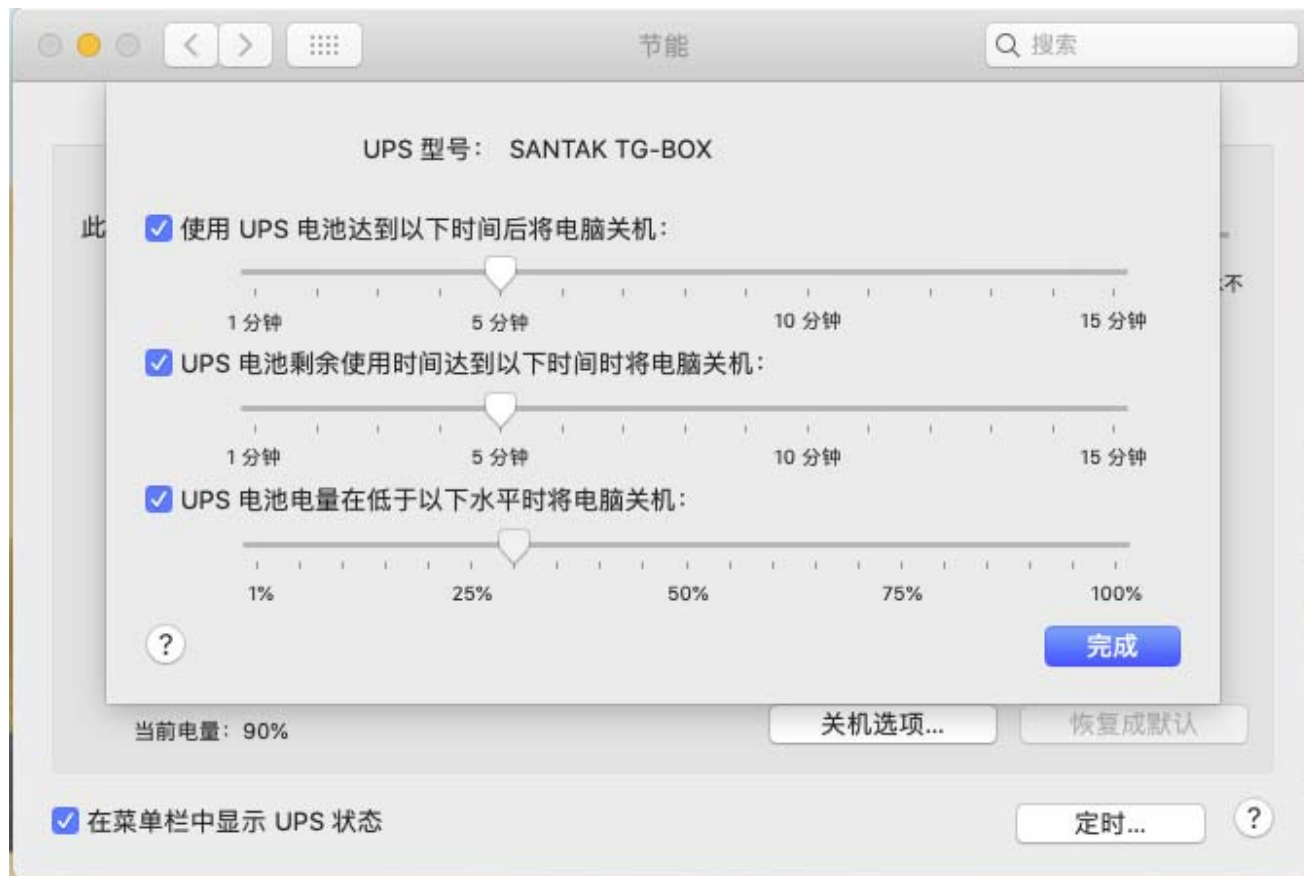 节能
搜索
UPS 型号: SANTAK TG-BOX
此
使用 UPS 电池达到以下时间后将电脑关机:
不
1 分钟 5 分钟 10 分钟 15 分钟
UPS 电池剩余使用时间达到以下时间时将电脑关机:
1 分钟 5 分钟 10 分钟 15 分钟
UPS 电池电量在低于以下水平时将电脑关机:
1% 25% 50% 75% 100%
?
完成
当前电量: 90%
关机选项...
恢复成默认
在菜单栏中显示 UPS 状态
定时...
?